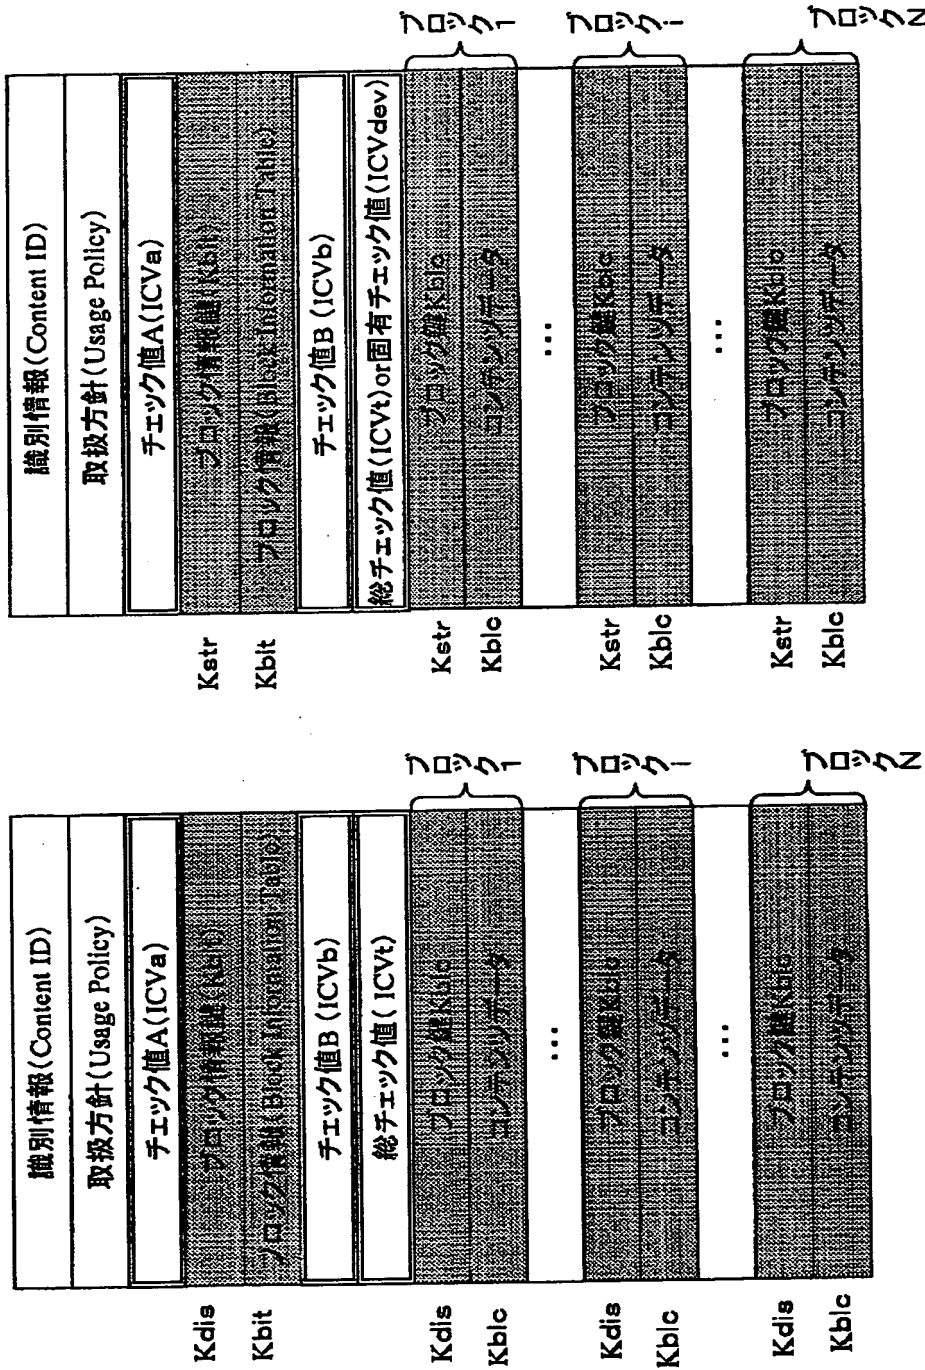 識別情報(Content ID)
取扱方針(Usage Policy)
チェック値A(ICVa)
Kdis ブロック情報鍵(Kbit)
Kbit ブロック情報(Block Infomation Table)
チェック値B (ICVb)
総チェック値( ICVt)
Kdis ブロック鍵Kblc
Kblc コンテンツデータ
ブロック1
...
Kdis ブロック鍵Kblc
Kblc コンテンツデータ
ブロックi
...
Kdis ブロック鍵Kblc
Kblc コンテンツデータ
ブロックN
識別情報(Content ID)
取扱方針(Usage Policy)
チェック値A(ICVa)
Kstr ブロック情報鍵(Kbit)
Kbit ブロック情報(Block Infomation Table)
チェック値B (ICVb)
総チェック値(ICVt)or固有チェック値(ICVdev)
Kstr ブロック鍵Kblc
Kblc コンテンツデータ
ブロック1
...
Kstr ブロック鍵Kblc
Kblc コンテンツデータ
ブロックi
...
Kstr ブロック鍵Kblc
Kblc コンテンツデータ
ブロックN